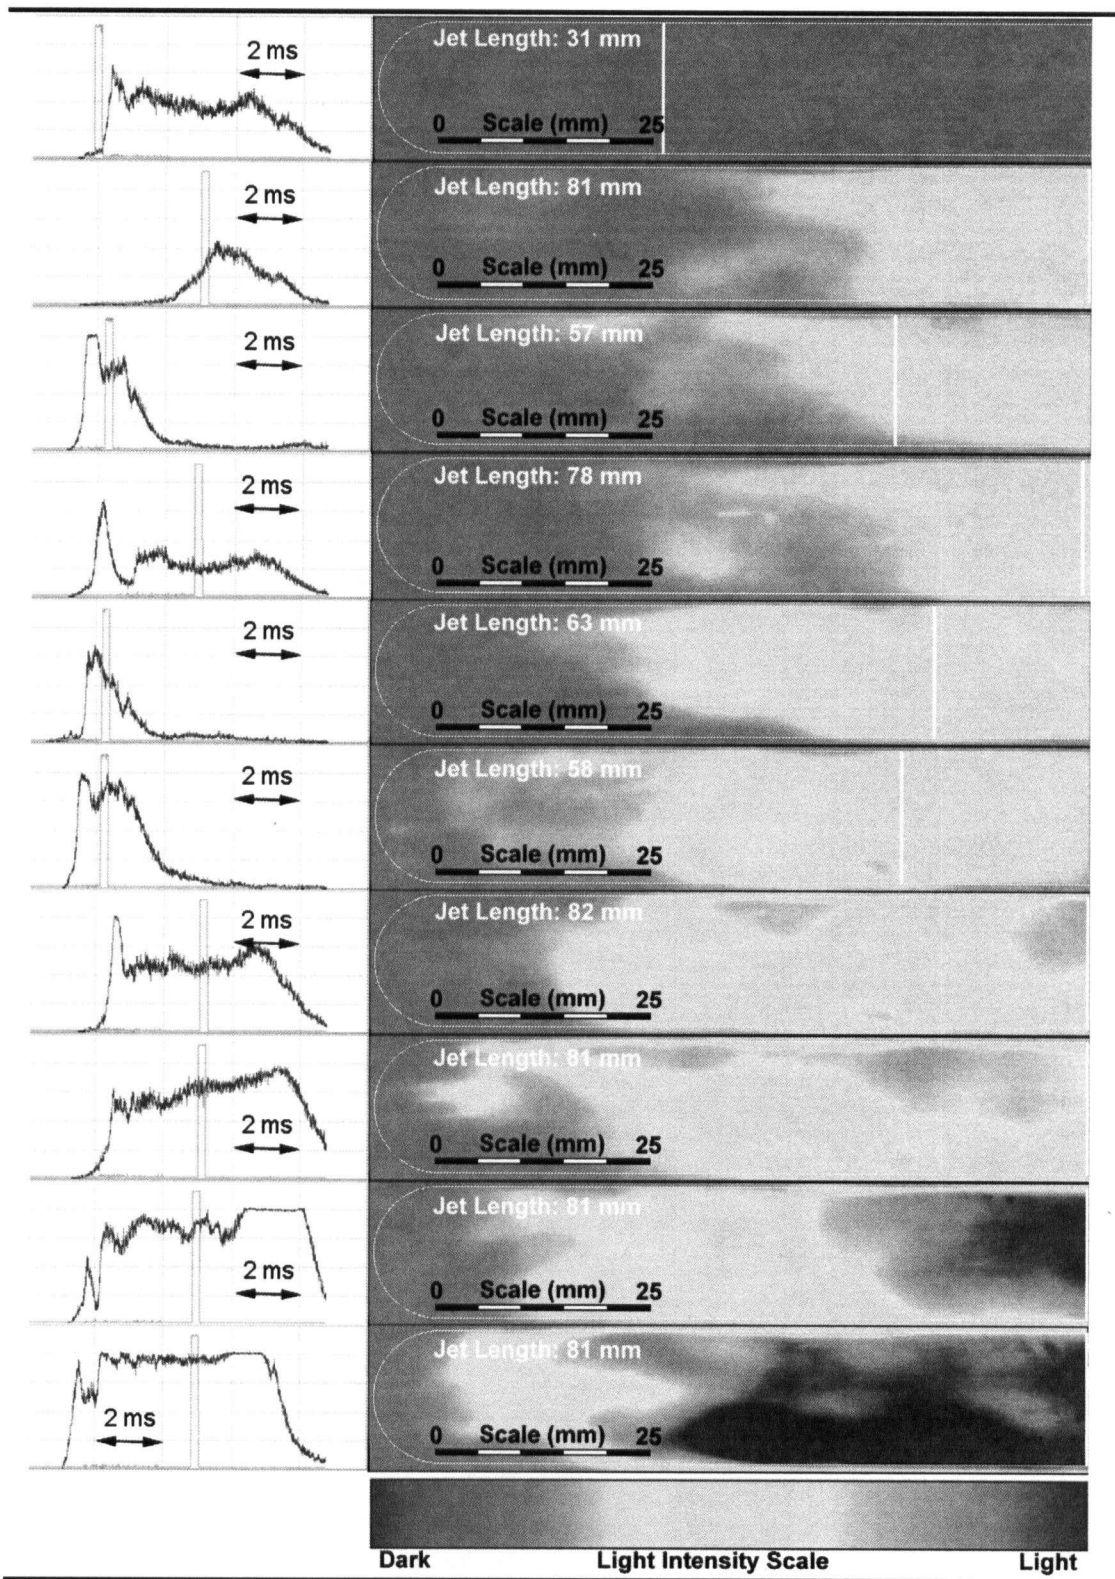 2 ms
Jet Length: 31 mm
0 Scale (mm) 25
2 ms
Jet Length: 81 mm
0 Scale (mm) 25
2 ms
Jet Length: 57 mm
0 Scale (mm) 25
2 ms
Jet Length: 78 mm
0 Scale (mm) 25
2 ms
Jet Length: 63 mm
0 Scale (mm) 25
2 ms
Jet Length: 58 mm
0 Scale (mm) 25
2 ms
Jet Length: 82 mm
0 Scale (mm) 25
2 ms
Jet Length: 81 mm
0 Scale (mm) 25
2 ms
Jet Length: 81 mm
0 Scale (mm) 25
2 ms
Jet Length: 81 mm
0 Scale (mm) 25
Dark Light Intensity Scale Light